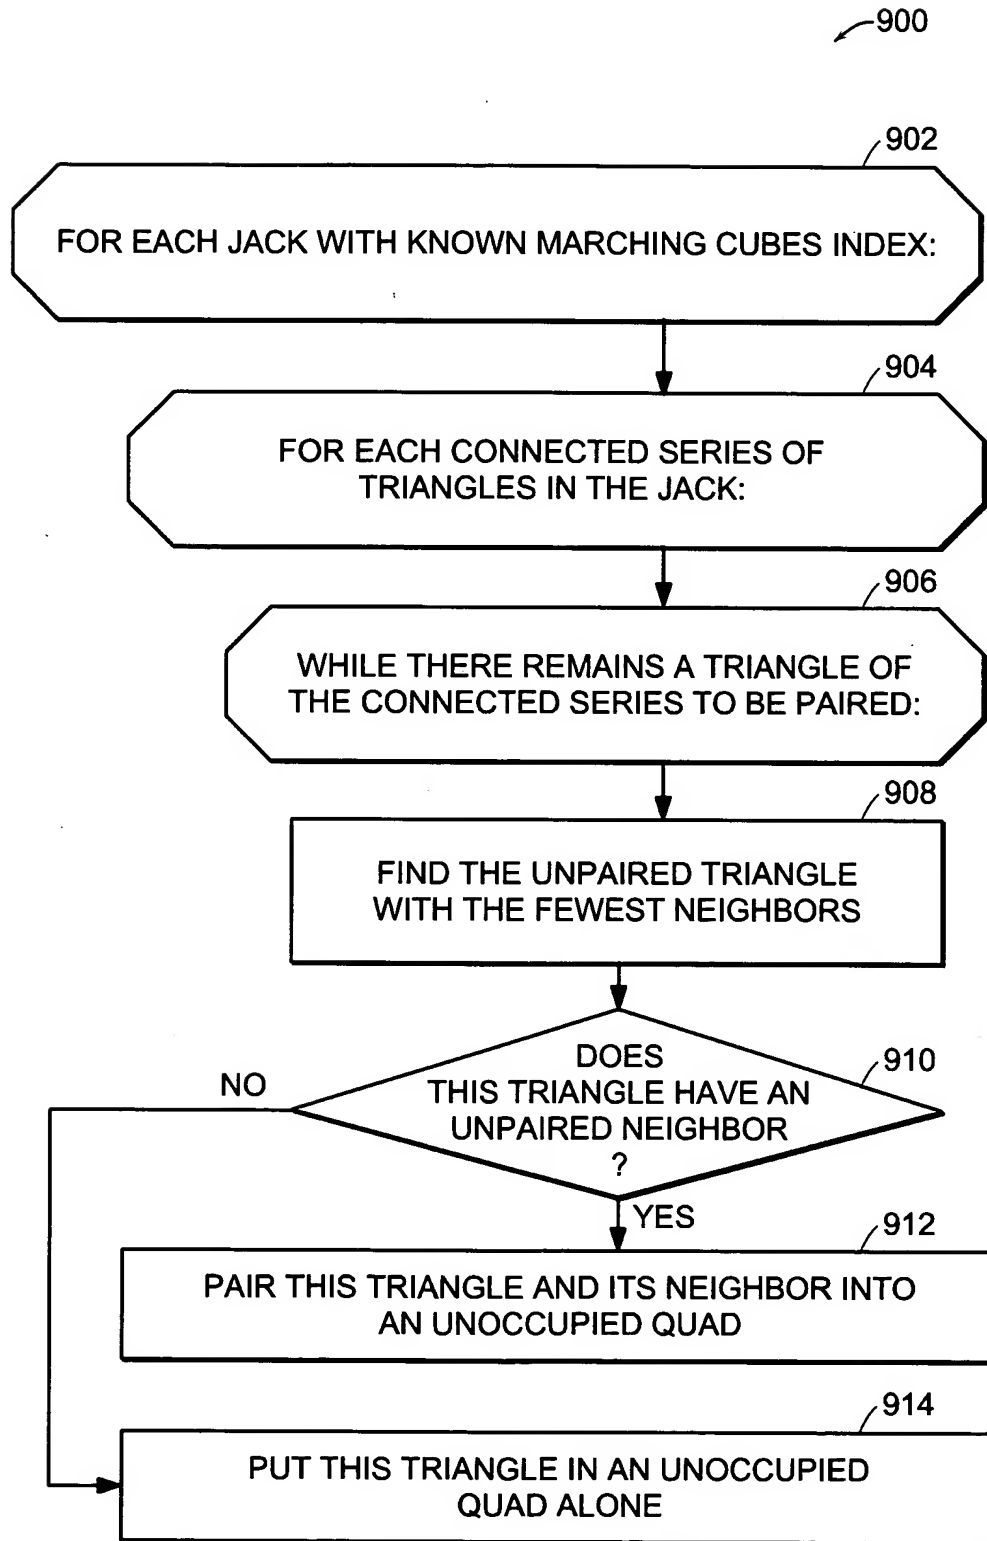 900
902
FOR EACH JACK WITH KNOWN MARCHING CUBES INDEX:
904
FOR EACH CONNECTED SERIES OF
TRIANGLES IN THE JACK:
906
WHILE THERE REMAINS A TRIANGLE OF
THE CONNECTED SERIES TO BE PAIRED:
908
FIND THE UNPAIRED TRIANGLE
WITH THE FEWEST NEIGHBORS
910
DOES
THIS TRIANGLE HAVE AN
UNPAIRED NEIGHBOR
?
NO
YES
912
PAIR THIS TRIANGLE AND ITS NEIGHBOR INTO
AN UNOCCUPIED QUAD
914
PUT THIS TRIANGLE IN AN UNOCCUPIED
QUAD ALONE